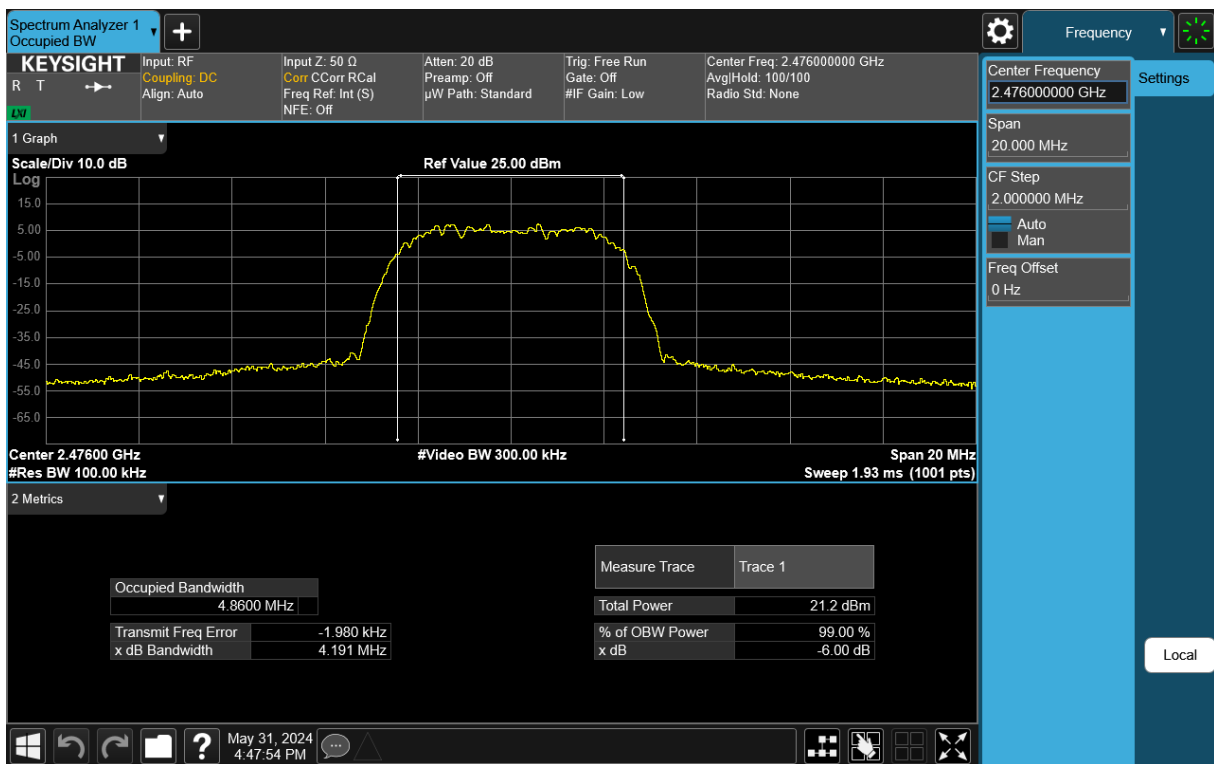 Spectrum Analyzer 1
Occupied BW
Frequency
KEYSIGHT
R T
LXI
Input: RF
Coupling: DC
Align: Auto
Input Z: 50 Ω
Corr CCorr RCal
Freq Ref: Int (S)
NFE: Off
Atten: 20 dB
Preamp: Off
µW Path: Standard
Trig: Free Run
Gate: Off
#IF Gain: Low
Center Freq: 2.476000000 GHz
Avg|Hold: 100/100
Radio Std: None
Center Frequency
2.476000000 GHz
Settings
Span
20.000 MHz
CF Step
2.000000 MHz
Auto
Man
Freq Offset
0 Hz
Local
1 Graph
Scale/Div 10.0 dB
Ref Value 25.00 dBm
Log
15.0
5.00
-5.00
-15.0
-25.0
-35.0
-45.0
-55.0
-65.0
Center 2.47600 GHz
#Video BW 300.00 kHz
Span 20 MHz
#Res BW 100.00 kHz
Sweep 1.93 ms (1001 pts)
2 Metrics
Measure Trace Trace 1
Occupied Bandwidth
4.8600 MHz
Total Power 21.2 dBm
Transmit Freq Error -1.980 kHz
% of OBW Power 99.00 %
x dB Bandwidth 4.191 MHz
x dB -6.00 dB
?
May 31, 2024
4:47:54 PM